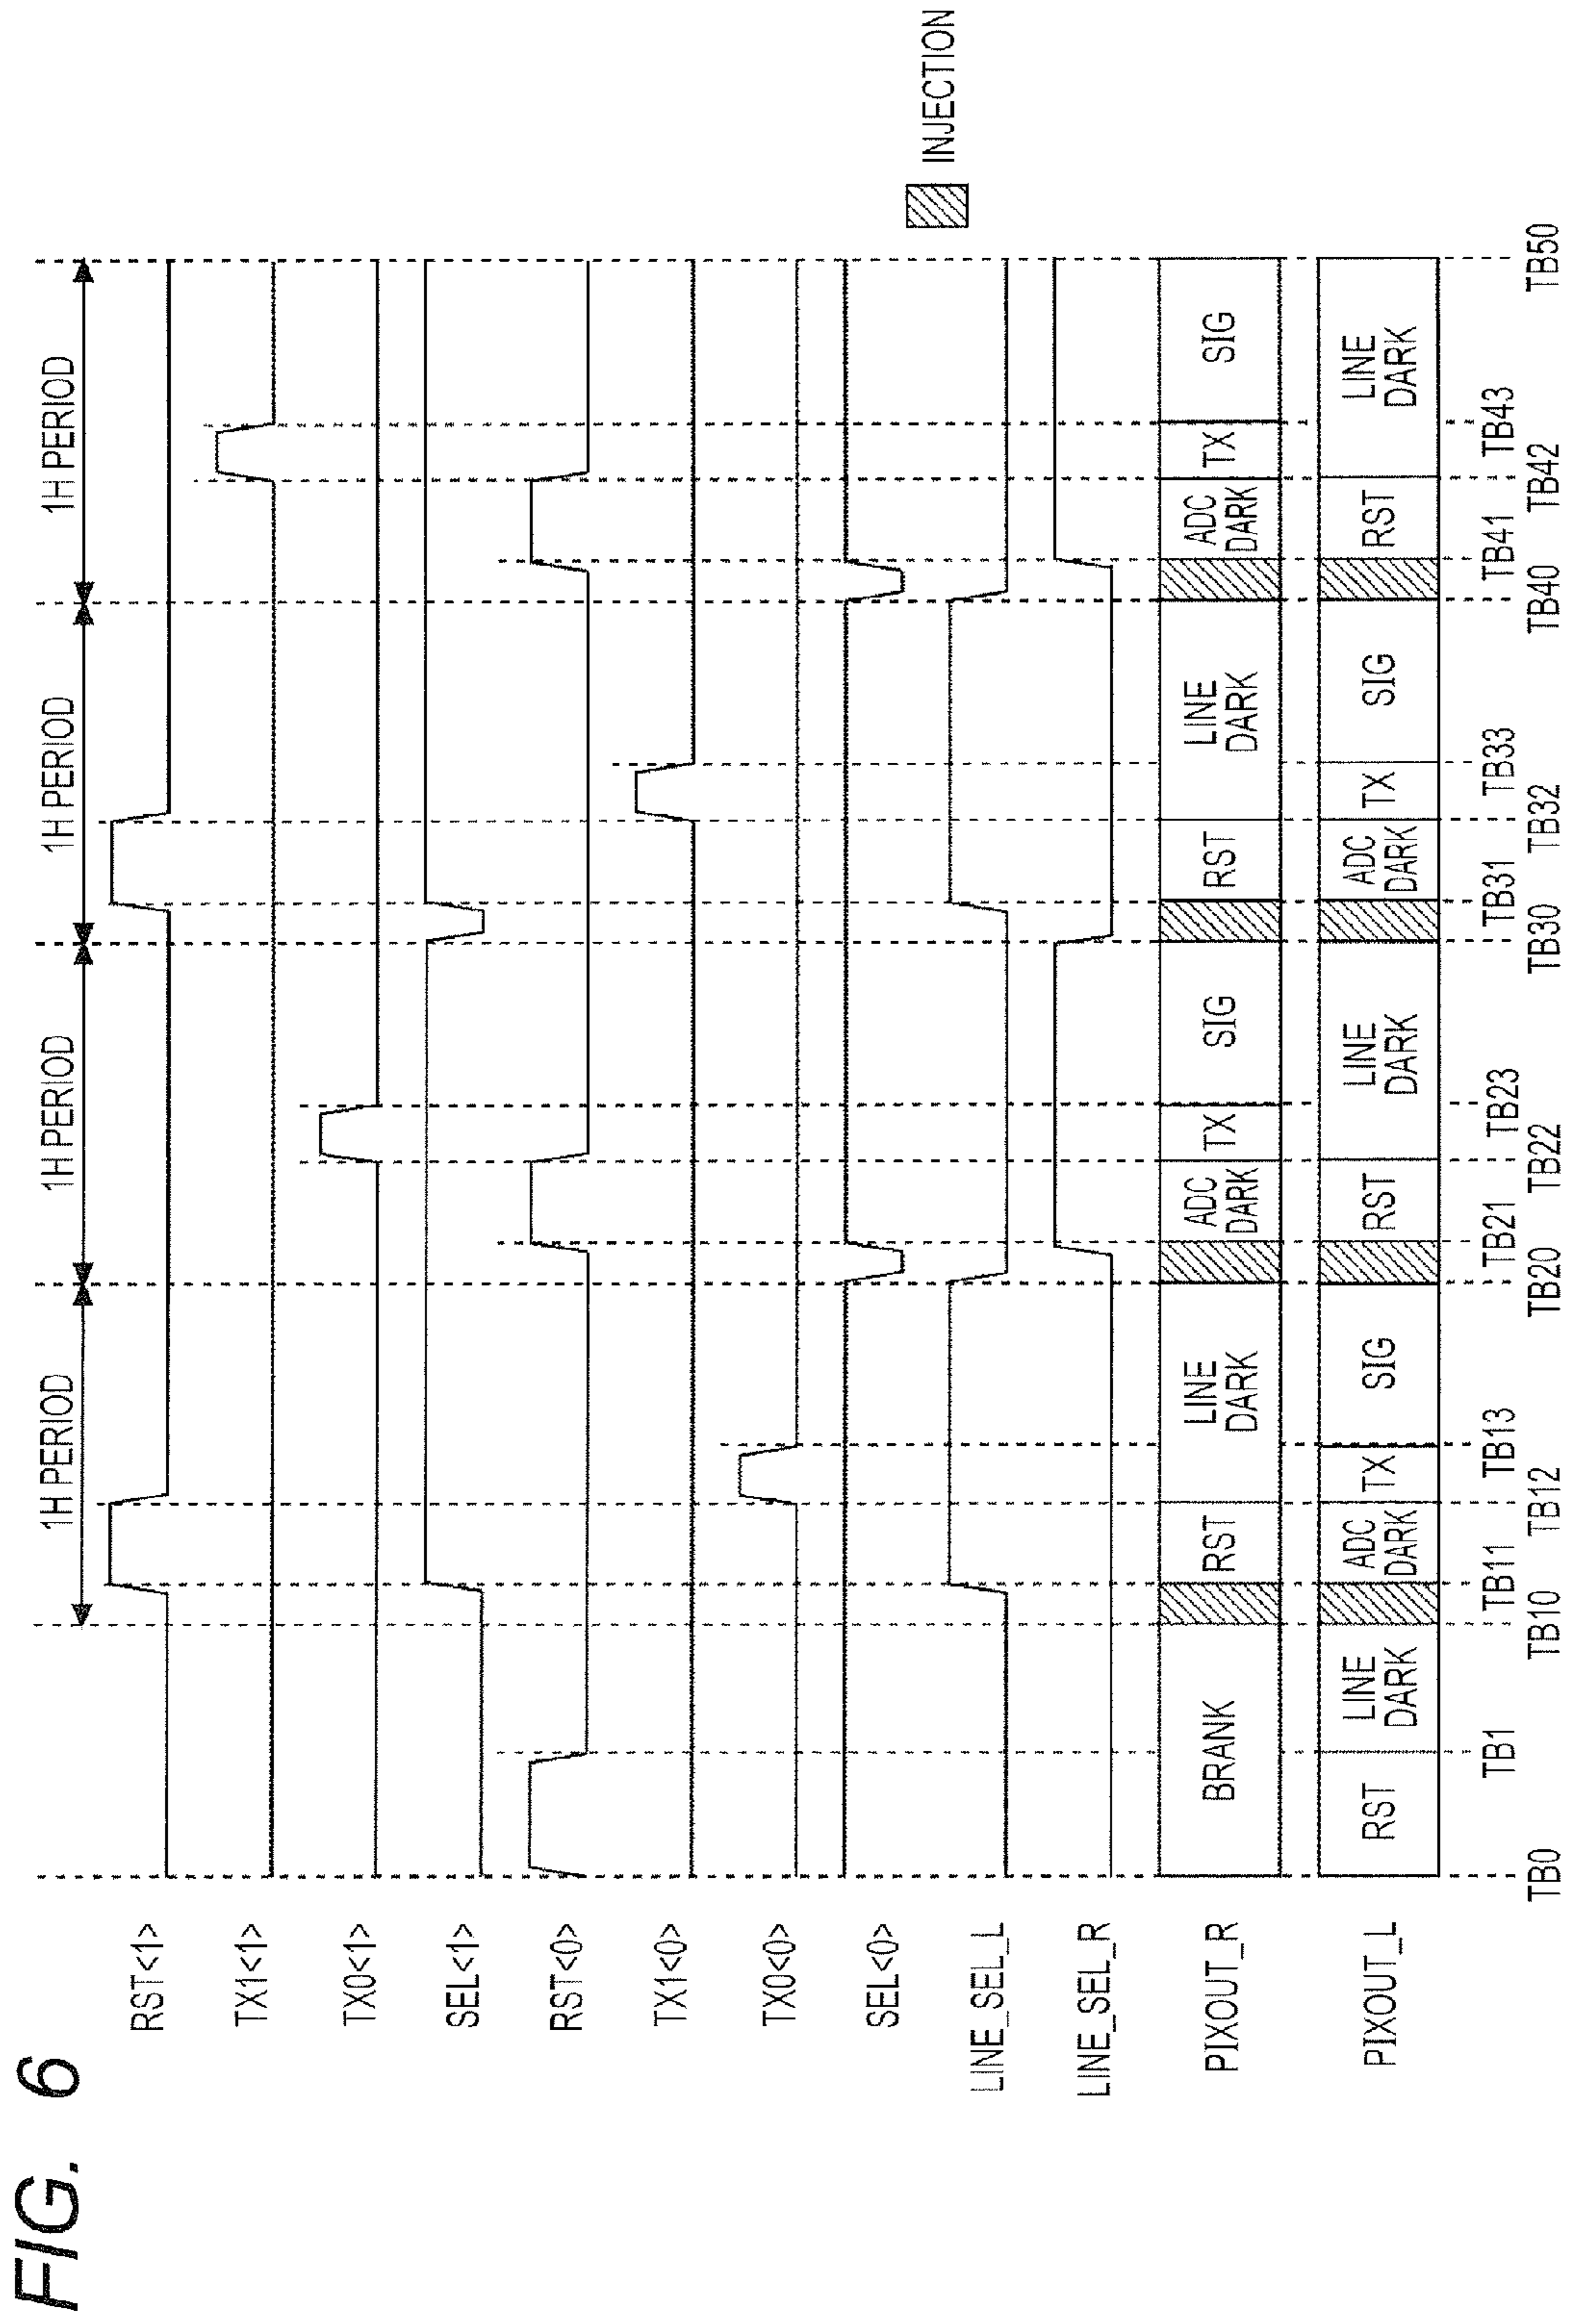 FIG. 6
1H PERIOD
1H PERIOD
1H PERIOD
1H PERIOD
RST<1>
TX1<1>
TX0<1>
SEL<1>
RST<0>
TX1<0>
TX0<0>
SEL<0>
LINE_SEL_L
LINE_SEL_R
INJECTION
PIXOUT_R
BRANK
RST
LINE
DARK
ADC
DARK
TX
SIG
RST
LINE
DARK
ADC
DARK
TX
SIG
PIXOUT_L
RST
LINE
DARK
ADC
DARK
TX
SIG
RST
LINE
DARK
ADC
DARK
TX
SIG
RST
LINE
DARK
TB0
TB1
TB10
TB11
TB12
TB13
TB20
TB21
TB22
TB23
TB30
TB31
TB32
TB33
TB40
TB41
TB42
TB43
TB50